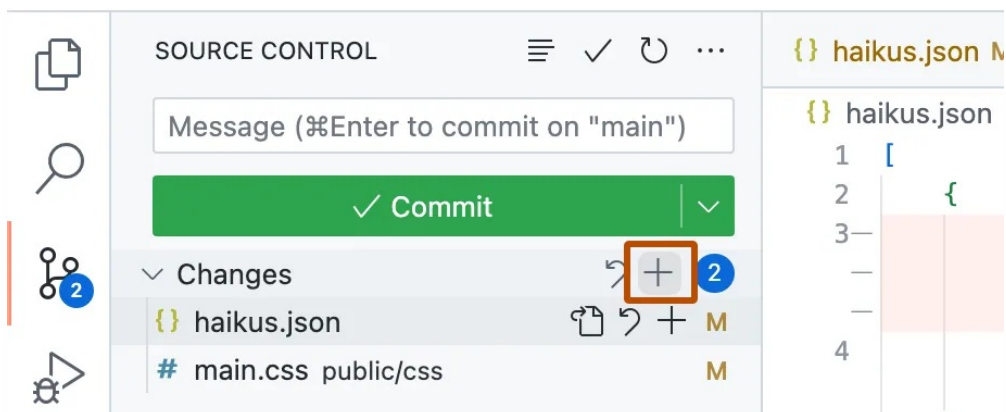 SOURCE CONTROL
Message (⌘Enter to commit on "main")
Commit
Changes 2
{} haikus.json M
# main.css public/css M
2
{} haikus.json M
{} haikus.json
1 [
2 {
3
4